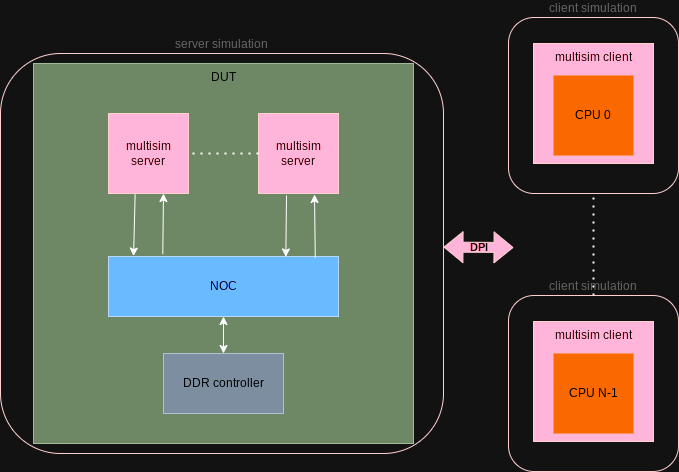 server simulation
DUT
multisim
server
multisim
server
NOC
DDR controller
DPI
client simulation
multisim client
CPU 0
client simulation
multisim client
CPU N-1